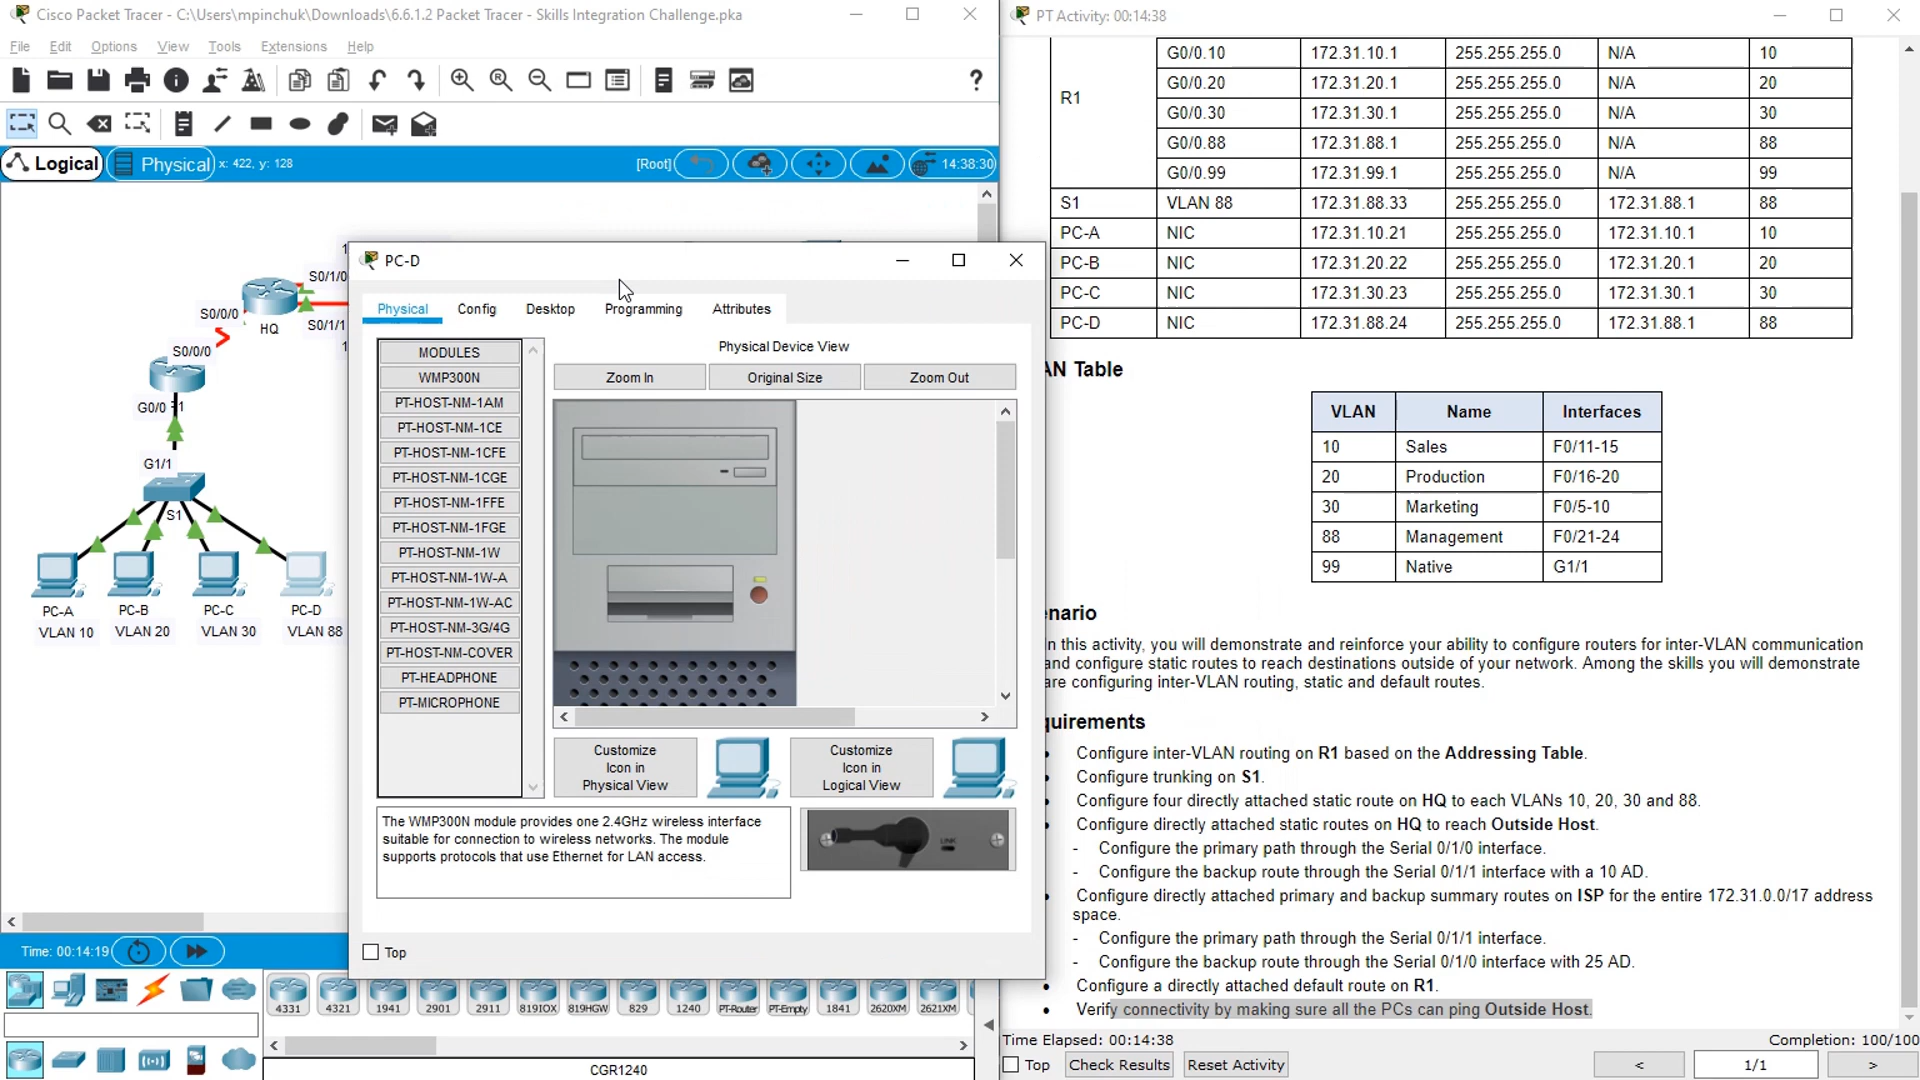 Cisco Packet Tracer - C:\Users\mpinchuk\Downloads\6.6.1.2 Packet Tracer - Skills Integration Challenge.pka
File Edit Options View Tools Extensions Help
Logical Physical x: 422, y: 128 [Root] 14:38:30
S0/1/0
S0/0/0
HQ
S0/1/1
S0/0/0
G0/0
G1/1
S1
PC-A PC-B PC-C PC-D
VLAN 10 VLAN 20 VLAN 30 VLAN 88
Time: 00:14:19
4331 4321 1941 2901 2911 819IOX 819HGW 829 1240 PT-Router PT-Empty 1841 2620XM 2621XM
CGR1240
PC-D
Physical Config Desktop Programming Attributes
MODULES
WMP300N
PT-HOST-NM-1AM
PT-HOST-NM-1CE
PT-HOST-NM-1CFE
PT-HOST-NM-1CGE
PT-HOST-NM-1FFE
PT-HOST-NM-1FGE
PT-HOST-NM-1W
PT-HOST-NM-1W-A
PT-HOST-NM-1W-AC
PT-HOST-NM-3G/4G
PT-HOST-NM-COVER
PT-HEADPHONE
PT-MICROPHONE
Physical Device View
Zoom In Original Size Zoom Out
Customize
Icon in
Physical View
Customize
Icon in
Logical View
The WMP300N module provides one 2.4GHz wireless interface
suitable for connection to wireless networks. The module
supports protocols that use Ethernet for LAN access.
Top
PT Activity: 00:14:38
R1
G0/0.10 172.31.10.1 255.255.255.0 N/A 10
G0/0.20 172.31.20.1 255.255.255.0 N/A 20
G0/0.30 172.31.30.1 255.255.255.0 N/A 30
G0/0.88 172.31.88.1 255.255.255.0 N/A 88
G0/0.99 172.31.99.1 255.255.255.0 N/A 99
S1 VLAN 88 172.31.88.33 255.255.255.0 172.31.88.1 88
PC-A NIC 172.31.10.21 255.255.255.0 172.31.10.1 10
PC-B NIC 172.31.20.22 255.255.255.0 172.31.20.1 20
PC-C NIC 172.31.30.23 255.255.255.0 172.31.30.1 30
PC-D NIC 172.31.88.24 255.255.255.0 172.31.88.1 88
AN Table
VLAN Name Interfaces
10 Sales F0/11-15
20 Production F0/16-20
30 Marketing F0/5-10
88 Management F0/21-24
99 Native G1/1
enario
In this activity, you will demonstrate and reinforce your ability to configure routers for inter-VLAN communication
and configure static routes to reach destinations outside of your network. Among the skills you will demonstrate
are configuring inter-VLAN routing, static and default routes.
quirements
Configure inter-VLAN routing on R1 based on the Addressing Table.
Configure trunking on S1.
Configure four directly attached static route on HQ to each VLANs 10, 20, 30 and 88.
Configure directly attached static routes on HQ to reach Outside Host.
- Configure the primary path through the Serial 0/1/0 interface.
- Configure the backup route through the Serial 0/1/1 interface with a 10 AD.
Configure directly attached primary and backup summary routes on ISP for the entire 172.31.0.0/17 address
space.
- Configure the primary path through the Serial 0/1/1 interface.
- Configure the backup route through the Serial 0/1/0 interface with 25 AD.
Configure a directly attached default route on R1.
Verify connectivity by making sure all the PCs can ping Outside Host.
Time Elapsed: 00:14:38 Completion: 100/100
Top Check Results Reset Activity < 1/1 >